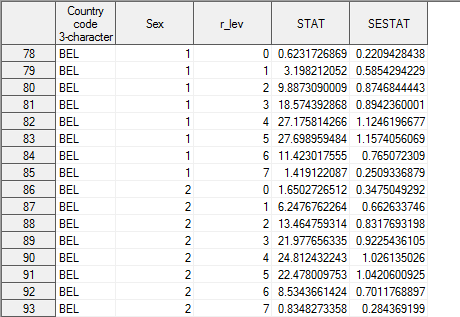 Country code 3-character Sex r_lev STAT SESTAT
78 BEL 1 0 0.6231726869 0.2209428438
79 BEL 1 1 3.198212052 0.5854294229
80 BEL 1 2 9.8873090009 0.8746844443
81 BEL 1 3 18.574392868 0.8942360001
82 BEL 1 4 27.175814266 1.1246196677
83 BEL 1 5 27.698959484 1.1574056069
84 BEL 1 6 11.423017555 0.765072309
85 BEL 1 7 1.419122087 0.2509336879
86 BEL 2 0 1.6502726512 0.3475049292
87 BEL 2 1 6.2476762264 0.662633746
88 BEL 2 2 13.464759314 0.8317693198
89 BEL 2 3 21.977656335 0.9225436105
90 BEL 2 4 24.812432243 1.026135026
91 BEL 2 5 22.478009753 1.0420600925
92 BEL 2 6 8.5343661424 0.7011768897
93 BEL 2 7 0.8348273358 0.284369199